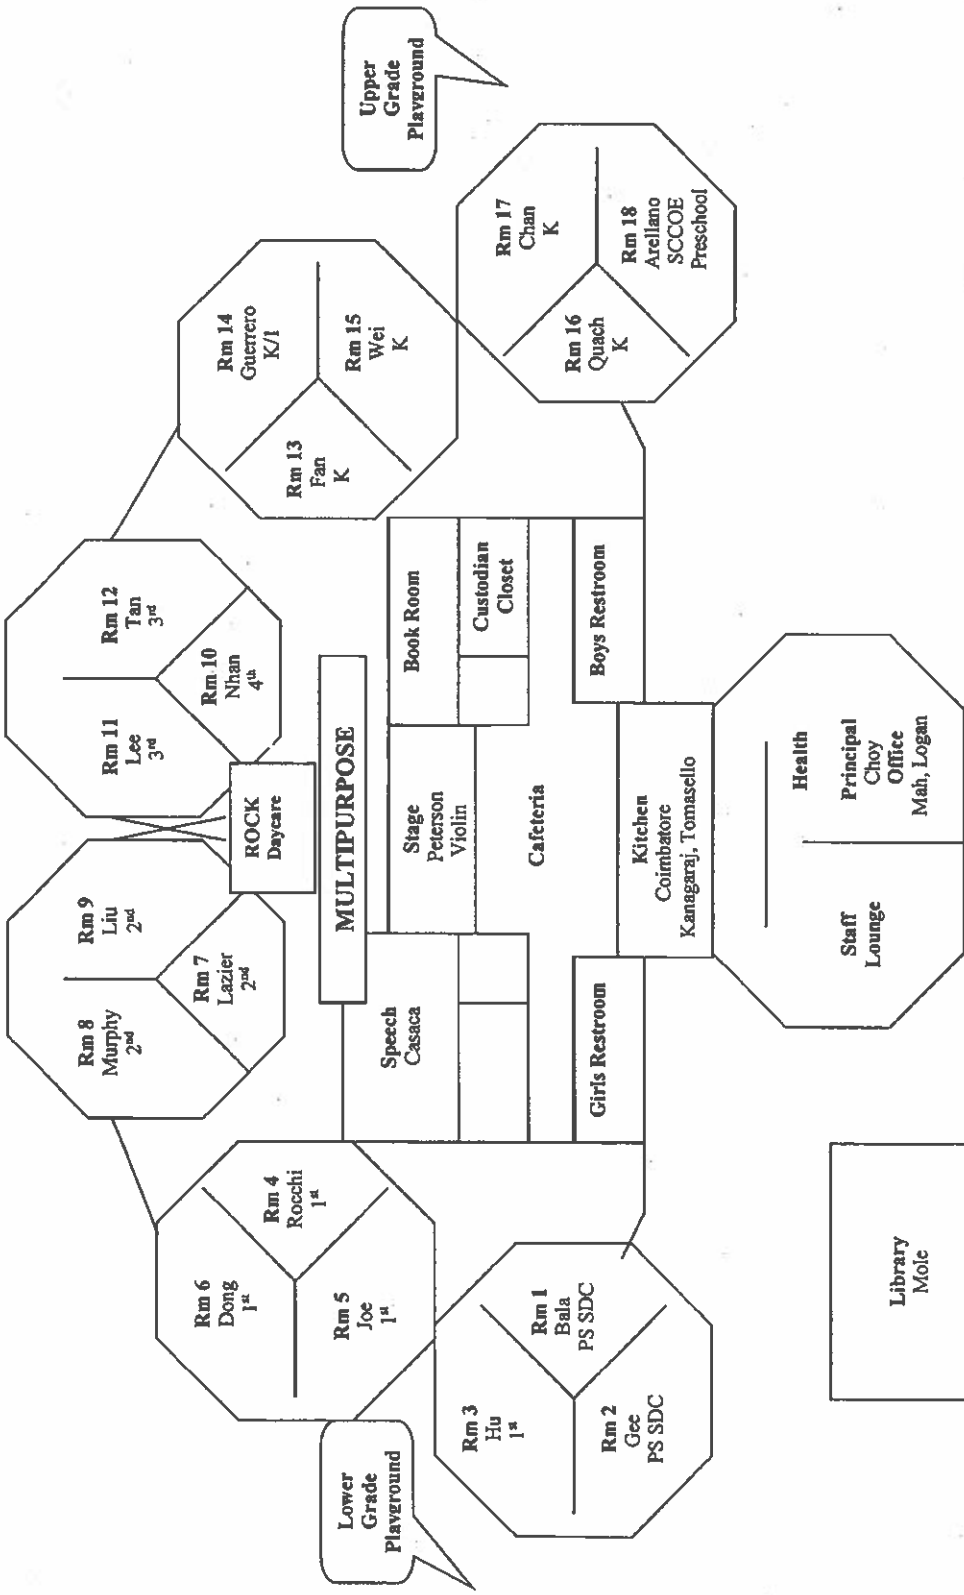 Lower
Grade
Playground
Rm 3
Hu
1st
Rm 2
Gee
PS SDC
Rm 1
Bala
PS SDC
Rm 6
Dong
1st
Rm 5
Joe
1st
Rm 4
Rocchi
1st
Rm 8
Murphy
2nd
Rm 9
Liu
2nd
Rm 7
Lazier
2nd
Rm 11
Lee
3rd
Rm 12
Tan
3rd
Rm 10
Nhan
4th
ROCK
Daycare
MULTIPURPOSE
Speech
Casaca
Stage
Peterson
Violin
Book Room
Custodian
Closet
Cafeteria
Girls Restroom
Boys Restroom
Kitchen
Coimbatore
Kanagaraj, Tomasello
Rm 14
Guerrero
K/1
Rm 13
Fan
K
Rm 15
Wei
K
Rm 17
Chan
K
Rm 16
Quach
K
Rm 18
Arellano
SCCOE
Preschool
Upper
Grade
Playground
Library
Mole
Staff
Lounge
Health
Principal
Choy
Office
Mah, Logan